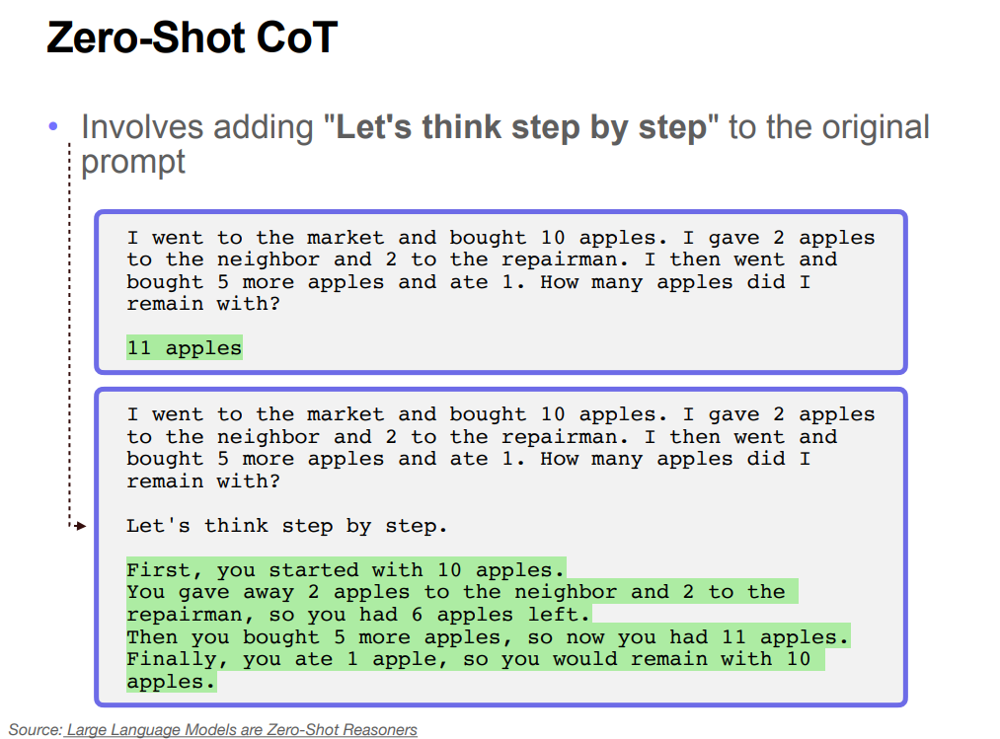 Zero-Shot CoT
• Involves adding "Let's think step by step" to the original
prompt
I went to the market and bought 10 apples. I gave 2 apples
to the neighbor and 2 to the repairman. I then went and
bought 5 more apples and ate 1. How many apples did I
remain with?
11 apples
I went to the market and bought 10 apples. I gave 2 apples
to the neighbor and 2 to the repairman. I then went and
bought 5 more apples and ate 1. How many apples did I
remain with?
Let's think step by step.
First, you started with 10 apples.
You gave away 2 apples to the neighbor and 2 to the
repairman, so you had 6 apples left.
Then you bought 5 more apples, so now you had 11 apples.
Finally, you ate 1 apple, so you would remain with 10
apples.
Source: Large Language Models are Zero-Shot Reasoners